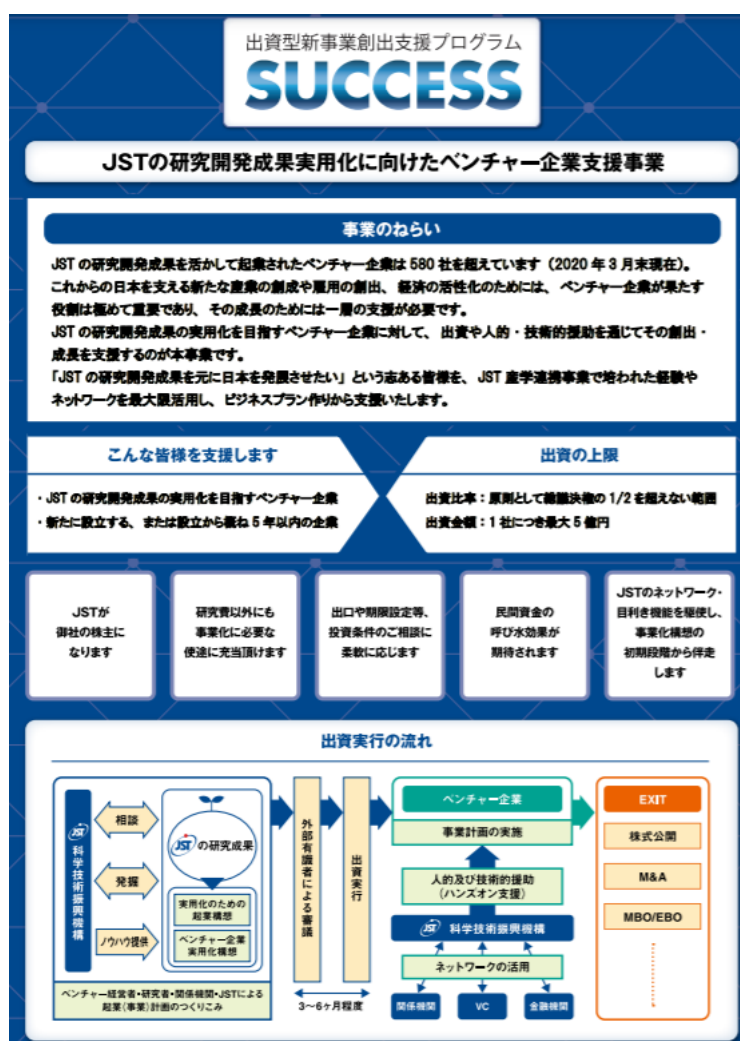 出資型新事業創出支援プログラム
SUCCESS
JSTの研究開発成果実用化に向けたベンチャー企業支援事業
事業のねらい
JST の研究開発成果を活かして起業されたベンチャー企業は 580 社を超えています（2020 年 3 月末現在）。
これからの日本を支える新たな産業の創成や雇用の創出、経済の活性化のためには、ベンチャー企業が果たす
役割は極めて重要であり、その成長のためには一層の支援が必要です。
JST の研究開発成果の実用化を目指すベンチャー企業に対して、出資や人的・技術的援助を通じてその創出・
成長を支援するのが本事業です。
「JST の研究開発成果を元に日本を発展させたい」という志ある皆様を、JST 産学連携事業で培われた経験や
ネットワークを最大限活用し、ビジネスプラン作りから支援いたします。
こんな皆様を支援します
・JST の研究開発成果の実用化を目指すベンチャー企業
・新たに設立する、または設立から概ね 5 年以内の企業
出資の上限
出資比率：原則として総議決権の 1/2 を超えない範囲
出資金額：1 社につき最大 5 億円
JSTが
御社の株主に
なります
研究費以外にも
事業化に必要な
使途に充当頂けます
出口や期限設定等、
投資条件のご相談に
柔軟に応じます
民間資金の
呼び水効果が
期待されます
JSTのネットワーク・
目利き機能を駆使し、
事業化構想の
初期段階から伴走
します
出資実行の流れ
JST 科学技術振興機構
相談
発掘
ノウハウ提供
JSTの研究成果
実用化のための
起業構想
ベンチャー企業
実用化構想
ベンチャー経営者・研究者・関係機関・JSTによる
起業（事業）計画のつくりこみ
外部有識者による審議
出資実行
3〜6ヶ月程度
ベンチャー企業
事業計画の実施
人的及び技術的援助
（ハンズオン支援）
JST 科学技術振興機構
ネットワークの活用
関係機関
VC
金融機関
EXIT
株式公開
M&A
MBO/EBO